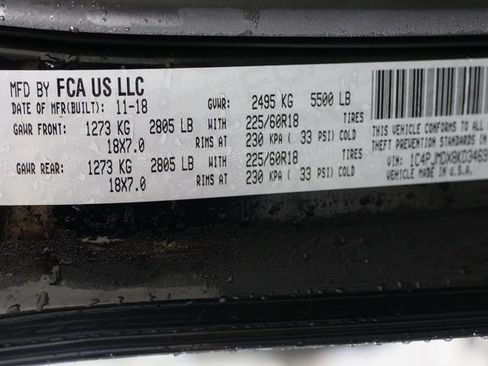 MFD BY FCA US LLC
DATE OF MFR(BUILT): 11-18 GVWR: 2495 KG 5500 LB
GAWR FRONT: 1273 KG 2805 LB WITH 225/60R18 TIRES
18X7.0 RIMS AT 230 KPA ( 33 PSI) COLD
GAWR REAR: 1273 KG 2805 LB WITH 225/60R18 TIRES
18X7.0 RIMS AT 230 KPA ( 33 PSI) COLD
THIS VEHICLE
THEFT PREVENTION STANDARDS IN
VIN: 1C4PJMDX8KD3469
VEHICLE MADE IN U.S.A.